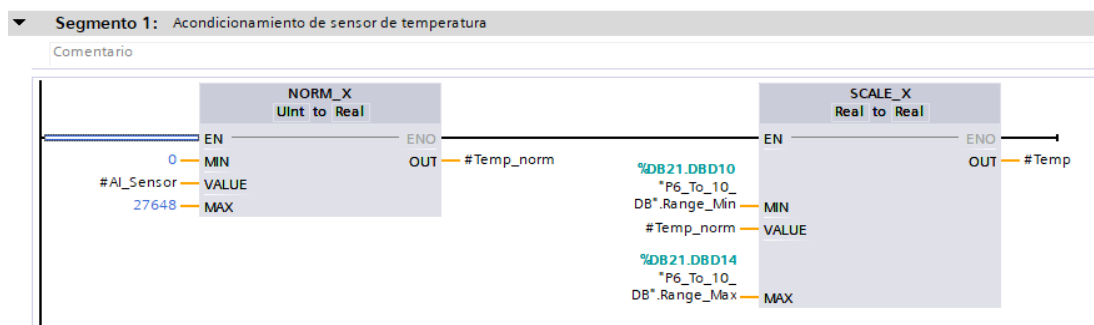 Segmento 1: Acondicionamiento de sensor de temperatura
Comentario
NORM_X
UInt to Real
EN
ENO
0
MIN
OUT
#Temp_norm
#AI_Sensor
VALUE
27648
MAX
SCALE_X
Real to Real
EN
ENO
OUT
#Temp
%DB21.DBD10
"P6_To_10_
DB".Range_Min
MIN
#Temp_norm
VALUE
%DB21.DBD14
"P6_To_10_
DB".Range_Max
MAX